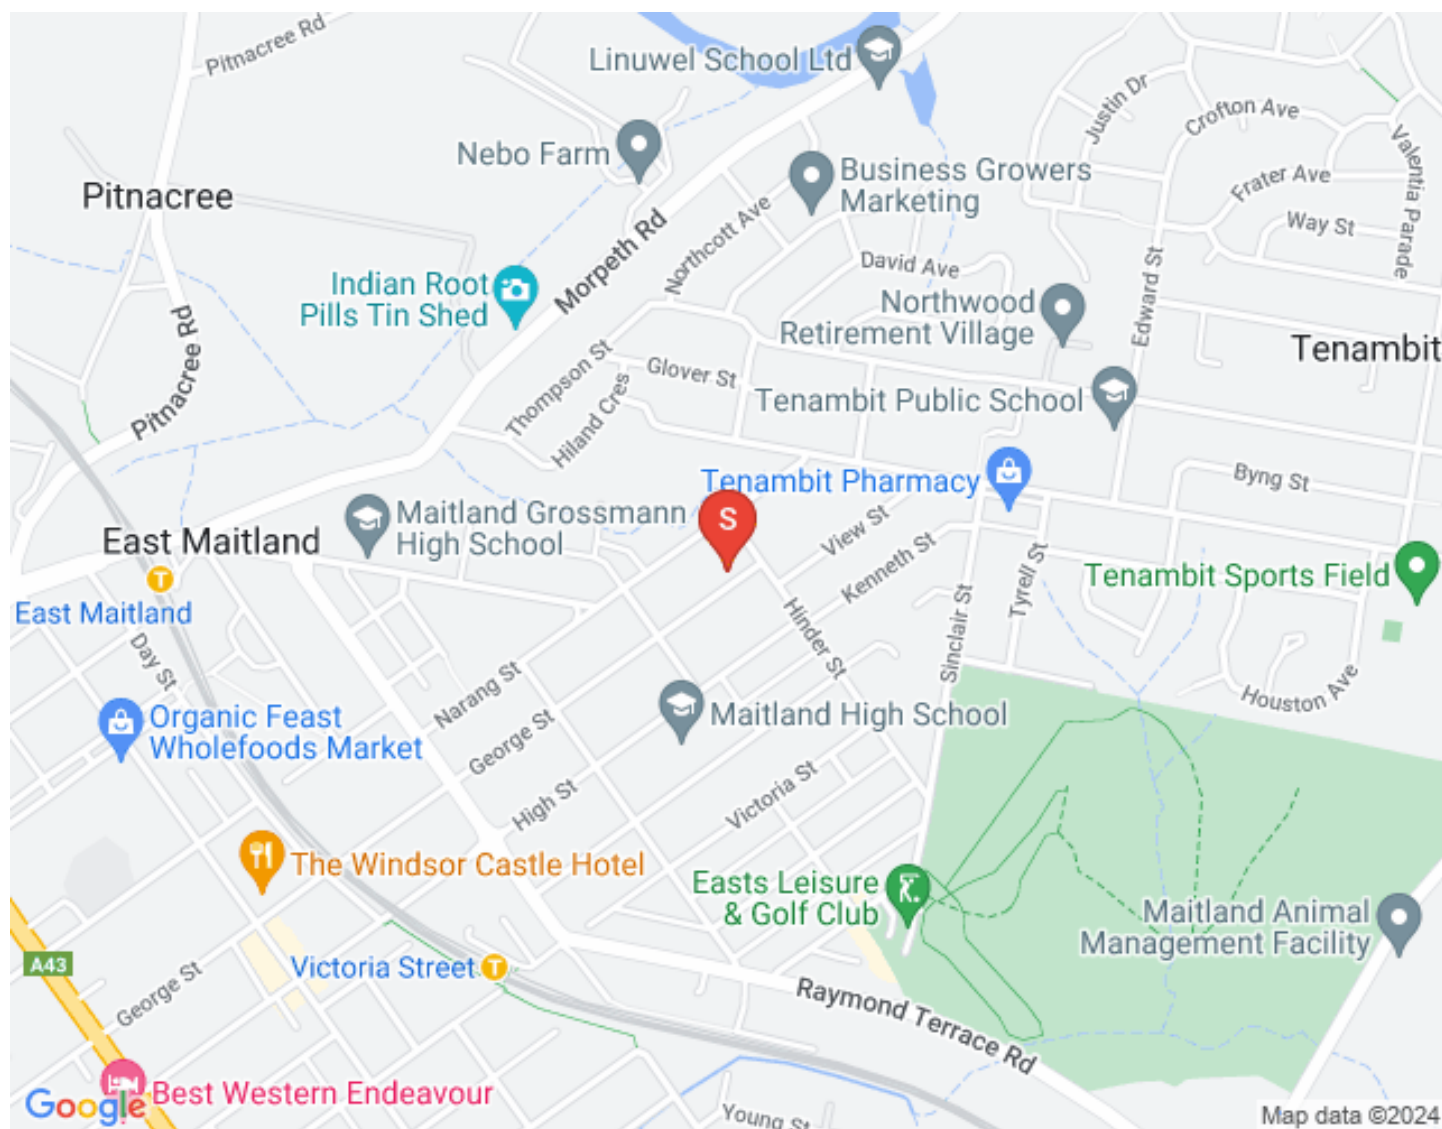 Pitnacree Rd
Linuwel School Ltd
Justin Dr
Crofton Ave
Valentia Parade
Nebo Farm
Business Growers
Marketing
Frater Ave
Pitnacree
Way St
Northcott Ave
Morpeth Rd
David Ave
Edward St
Indian Root
Pills Tin Shed
Northwood
Retirement Village
Tenambit
Pitnacree Rd
Thompson St
Glover St
Hiland Cres
Tenambit Public School
Tenambit Pharmacy
Byng St
Maitland Grossmann
High School
S
View St
East Maitland
Kenneth St
Tyrell St
Tenambit Sports Field
T
East Maitland
Hinder St
Sinclair St
Day St
Narang St
Houston Ave
Organic Feast
Wholefoods Market
George St
Maitland High School
High St
Victoria St
The Windsor Castle Hotel
Easts Leisure
& Golf Club
Maitland Animal
Management Facility
A43
Victoria Street
T
George St
Raymond Terrace Rd
Best Western Endeavour
Google
Young St
Map data ©2024